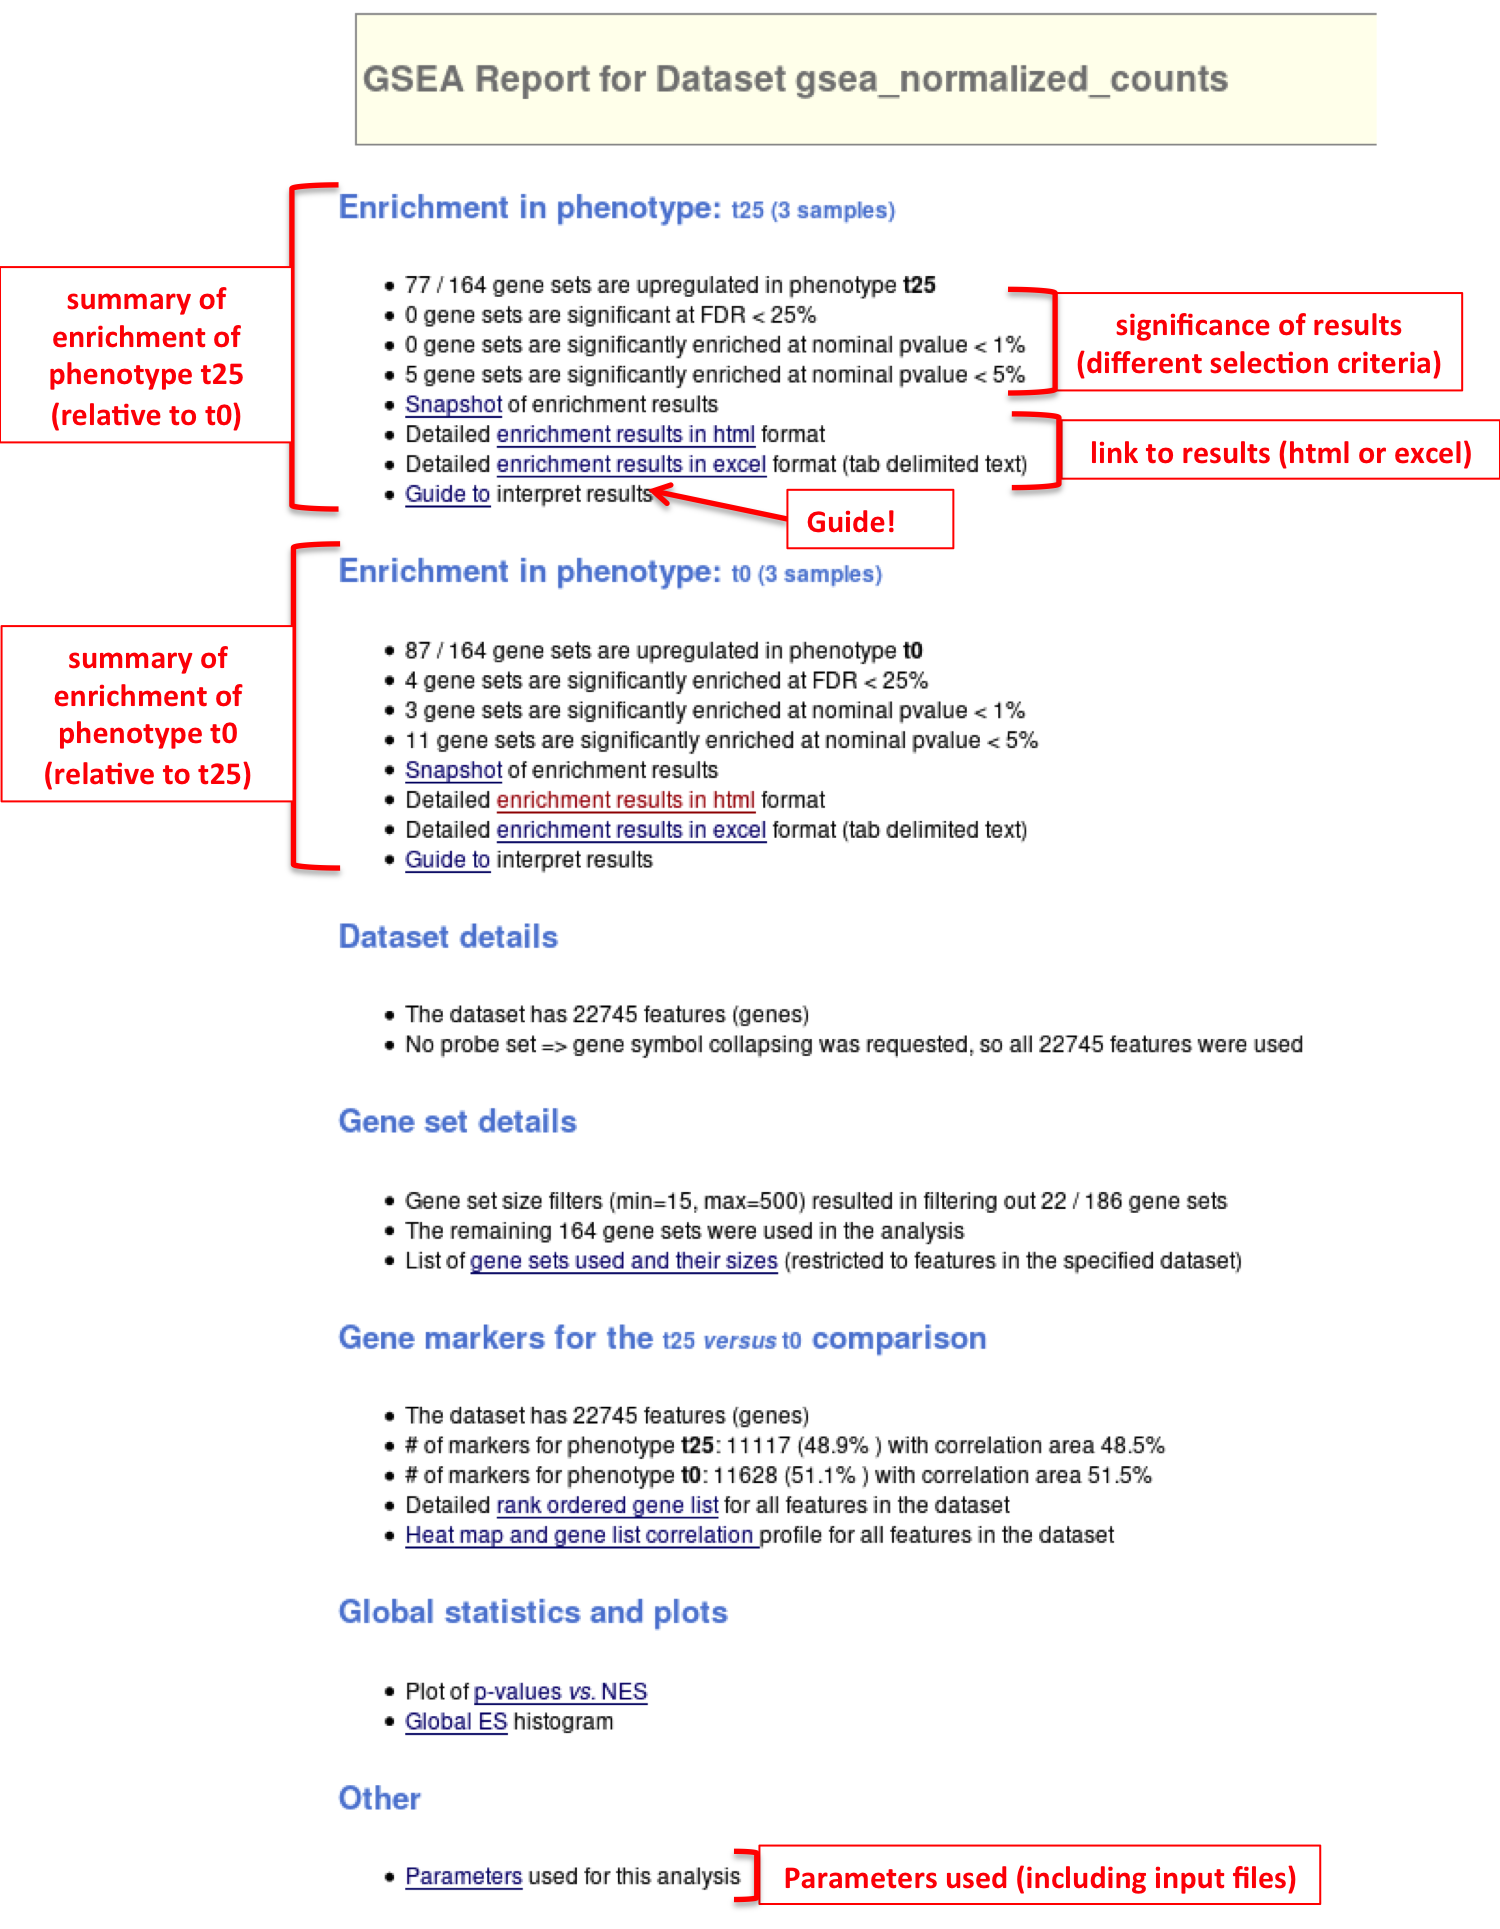 GSEA Report for Dataset gsea_normalized_counts
Enrichment in phenotype: t25 (3 samples)
summary of
enrichment of
phenotype t25
(relative to t0)
77 / 164 gene sets are upregulated in phenotype t25
0 gene sets are significant at FDR < 25%
0 gene sets are significantly enriched at nominal pvalue < 1%
5 gene sets are significantly enriched at nominal pvalue < 5%
significance of results
(different selection criteria)
Snapshot of enrichment results
Detailed enrichment results in html format
Detailed enrichment results in excel format (tab delimited text)
link to results (html or excel)
Guide to interpret results
Guide!
Enrichment in phenotype: t0 (3 samples)
summary of
enrichment of
phenotype t0
(relative to t25)
87 / 164 gene sets are upregulated in phenotype t0
4 gene sets are significantly enriched at FDR < 25%
3 gene sets are significantly enriched at nominal pvalue < 1%
11 gene sets are significantly enriched at nominal pvalue < 5%
Snapshot of enrichment results
Detailed enrichment results in html format
Detailed enrichment results in excel format (tab delimited text)
Guide to interpret results
Dataset details
The dataset has 22745 features (genes)
No probe set => gene symbol collapsing was requested, so all 22745 features were used
Gene set details
Gene set size filters (min=15, max=500) resulted in filtering out 22 / 186 gene sets
The remaining 164 gene sets were used in the analysis
List of gene sets used and their sizes (restricted to features in the specified dataset)
Gene markers for the t25 versus t0 comparison
The dataset has 22745 features (genes)
# of markers for phenotype t25: 11117 (48.9% ) with correlation area 48.5%
# of markers for phenotype t0: 11628 (51.1% ) with correlation area 51.5%
Detailed rank ordered gene list for all features in the dataset
Heat map and gene list correlation profile for all features in the dataset
Global statistics and plots
Plot of p-values vs. NES
Global ES histogram
Other
Parameters used for this analysis
Parameters used (including input files)